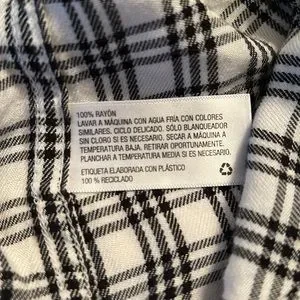 100% RAYÓN
LAVAR A MÁQUINA CON AGUA FRÍA CON COLORES
SIMILARES, CICLO DELICADO. SÓLO BLANQUEADOR
SIN CLORO SI ES NECESARIO. SECAR A MÁQUINA A
TEMPERATURA BAJA, RETIRAR OPORTUNAMENTE.
PLANCHAR A TEMPERATURA MEDIA SI ES NECESARIO.
ETIQUETA ELABORADA CON PLÁSTICO
100 % RECICLADO